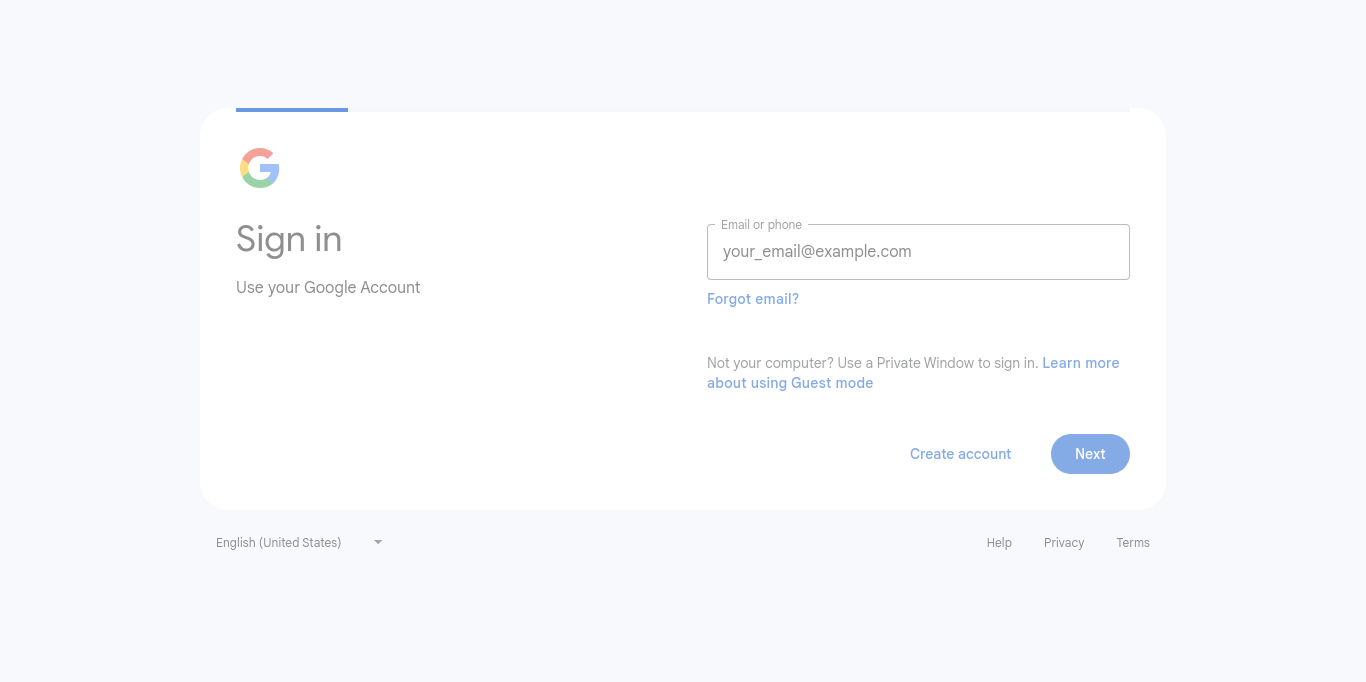 Sign in
Use your Google Account
Email or phone
your_email@example.com
Forgot email?
Not your computer? Use a Private Window to sign in. Learn more
about using Guest mode
Create account
Next
English (United States)
Help
Privacy
Terms